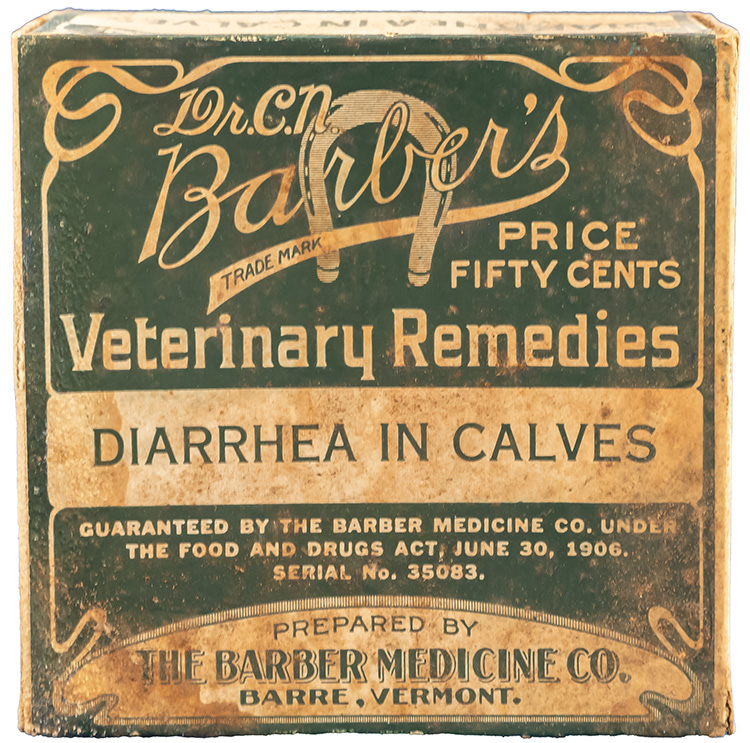 Dr. C. N.
Barber's
TRADE MARK
PRICE
FIFTY CENTS
Veterinary Remedies
DIARRHEA IN CALVES
GUARANTEED BY THE BARBER MEDICINE CO. UNDER
THE FOOD AND DRUGS ACT, JUNE 30, 1906.
SERIAL No. 35083.
PREPARED BY
THE BARBER MEDICINE CO.
BARRE, VERMONT.